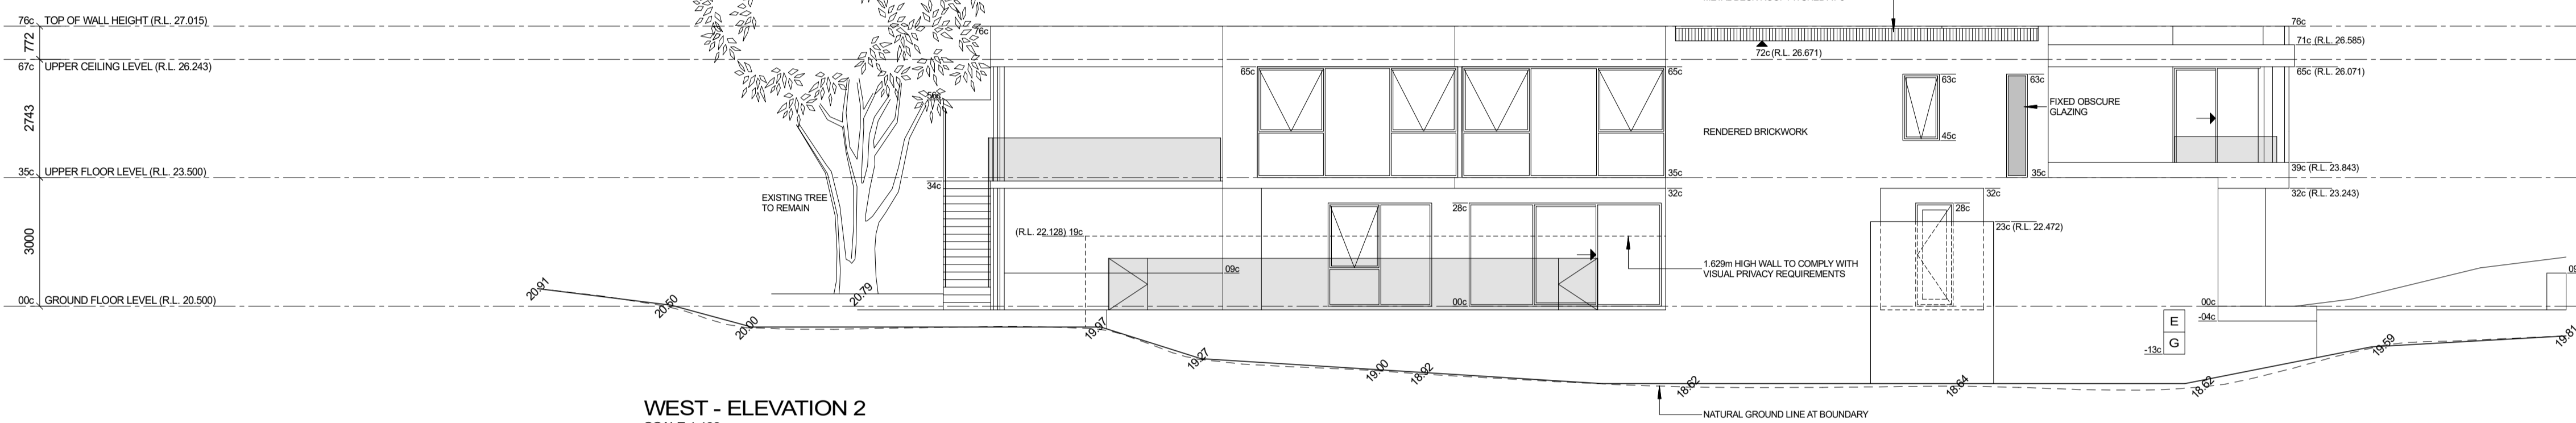 76c TOP OF WALL HEIGHT (R.L. 27.015)
772
67c UPPER CEILING LEVEL (R.L. 26.243)
2743
35c UPPER FLOOR LEVEL (R.L. 23.500)
3000
00c GROUND FLOOR LEVEL (R.L. 20.500)
EXISTING TREE
TO REMAIN
76c
56c
34c
65c
65c
35c
32c
(R.L. 22.128) 19c
09c
28c
00c
72c (R.L. 26.671)
RENDERED BRICKWORK
63c
45c
63c
35c
FIXED OBSCURE
GLAZING
1.629m HIGH WALL TO COMPLY WITH
VISUAL PRIVACY REQUIREMENTS
32c
28c
23c (R.L. 22.472)
76c
71c (R.L. 26.585)
65c (R.L. 26.071)
39c (R.L. 23.843)
32c (R.L. 23.243)
00c
-04c
E
G
-13c
20.91
20.50
20.00
20.79
19.97
19.27
19.00
18.92
18.62
18.64
18.62
19.59
19.81
NATURAL GROUND LINE AT BOUNDARY
WEST - ELEVATION 2